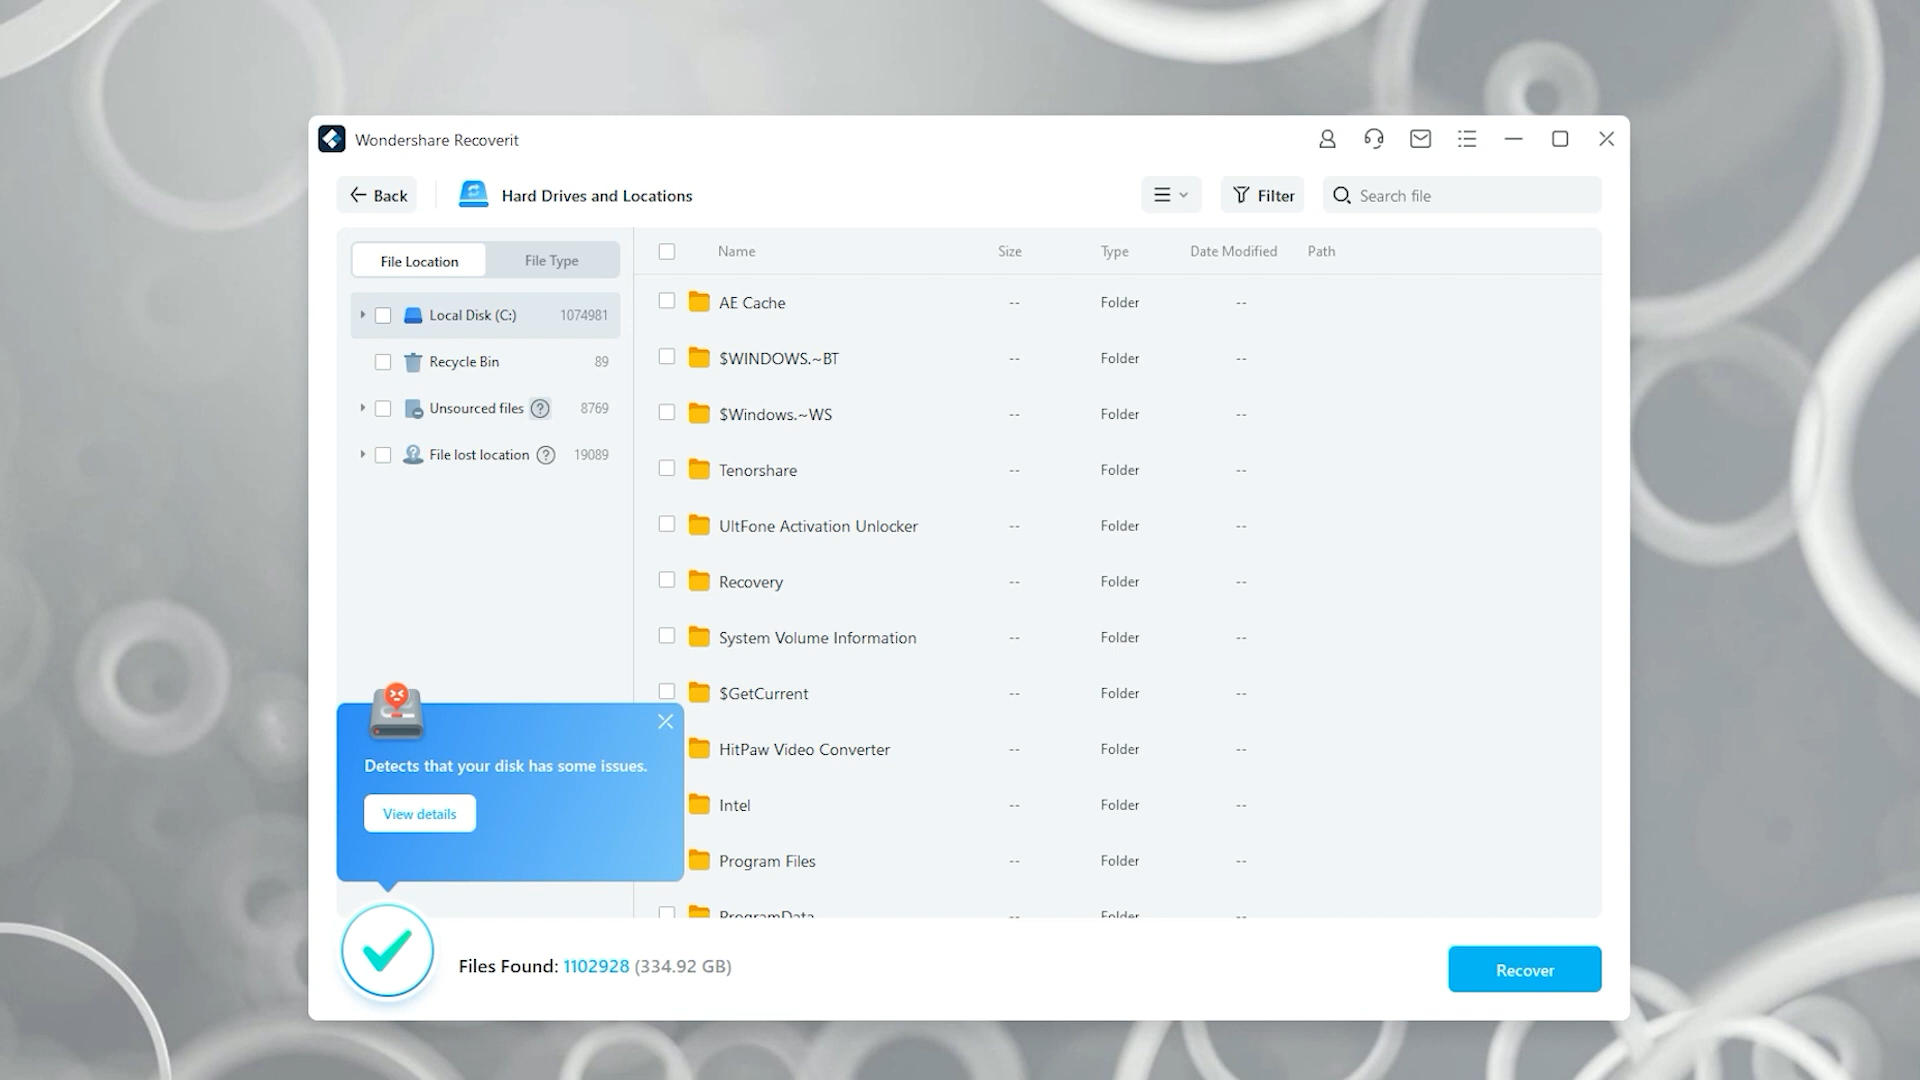 Wondershare Recoverit
Back
Hard Drives and Locations
Filter
Search file
File Location
File Type
Name
Size
Type
Date Modified
Path
Local Disk (C:)
1074981
Recycle Bin
89
Unsourced files ?
8769
File lost location ?
19089
AE Cache -- Folder --
$WINDOWS.~BT -- Folder --
$Windows.~WS -- Folder --
Tenorshare -- Folder --
UltFone Activation Unlocker -- Folder --
Recovery -- Folder --
System Volume Information -- Folder --
$GetCurrent -- Folder --
HitPaw Video Converter -- Folder --
Intel -- Folder --
Program Files -- Folder --
ProgramData -- Folder --
Detects that your disk has some issues.
View details
Files Found: 1102928 (334.92 GB)
Recover